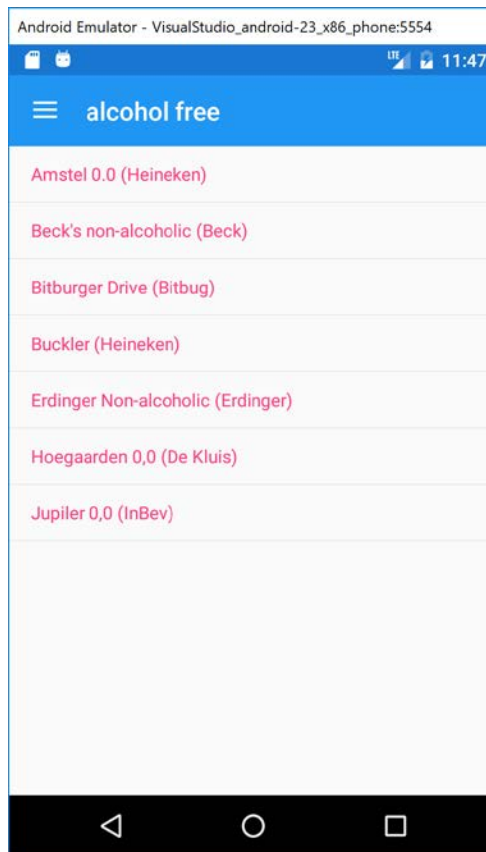 Android Emulator - VisualStudio_android-23_x86_phone:5554
LTE 11:47
alcohol free
Amstel 0.0 (Heineken)
Beck's non-alcoholic (Beck)
Bitburger Drive (Bitbug)
Buckler (Heineken)
Erdinger Non-alcoholic (Erdinger)
Hoegaarden 0,0 (De Kluis)
Jupiler 0,0 (InBev)